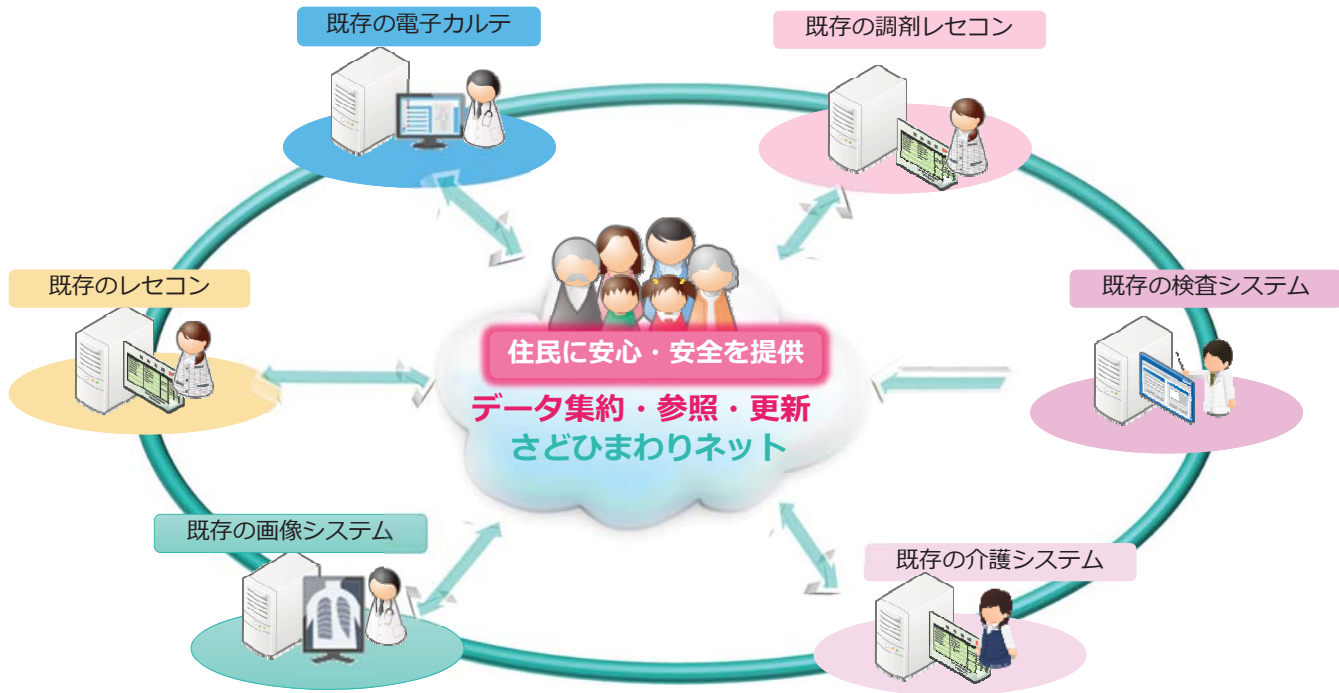 既存の電子カルテ
既存の調剤レセコン
既存のレセコン
既存の検査システム
住民に安心・安全を提供
データ集約・参照・更新
さどひまわりネット
既存の画像システム
既存の介護システム